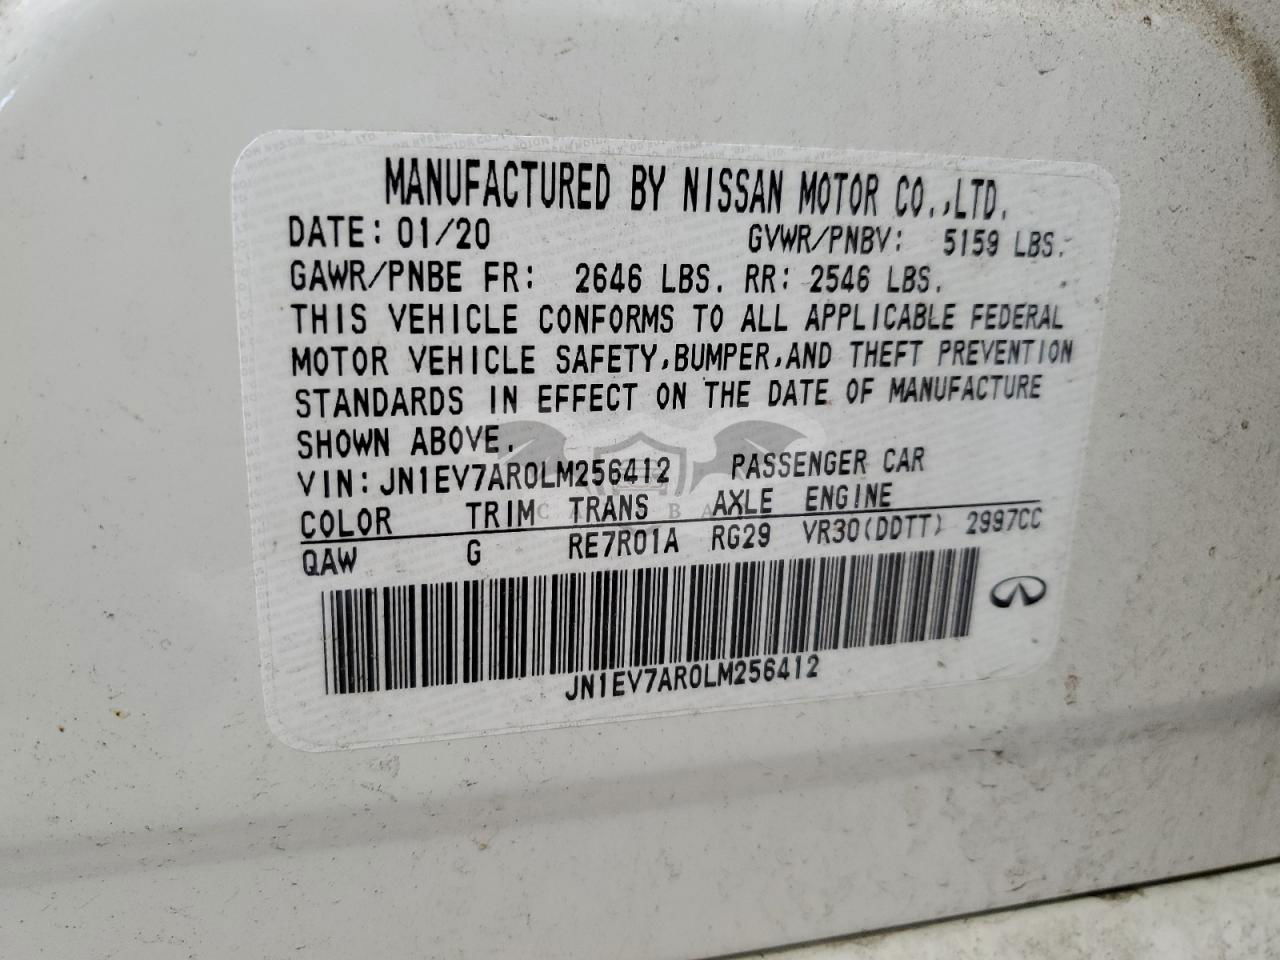 MANUFACTURED BY NISSAN MOTOR CO.,LTD.
DATE: 01/20 GVWR/PNBV: 5159 LBS.
GAWR/PNBE FR: 2646 LBS. RR: 2546 LBS.
THIS VEHICLE CONFORMS TO ALL APPLICABLE FEDERAL
MOTOR VEHICLE SAFETY,BUMPER,AND THEFT PREVENTION
STANDARDS IN EFFECT ON THE DATE OF MANUFACTURE
SHOWN ABOVE.
VIN:JN1EV7AR0LM256412 PASSENGER CAR
COLOR TRIM TRANS AXLE ENGINE
QAW G RE7R01A RG29 VR30(DDTT) 2997CC
JN1EV7AR0LM256412